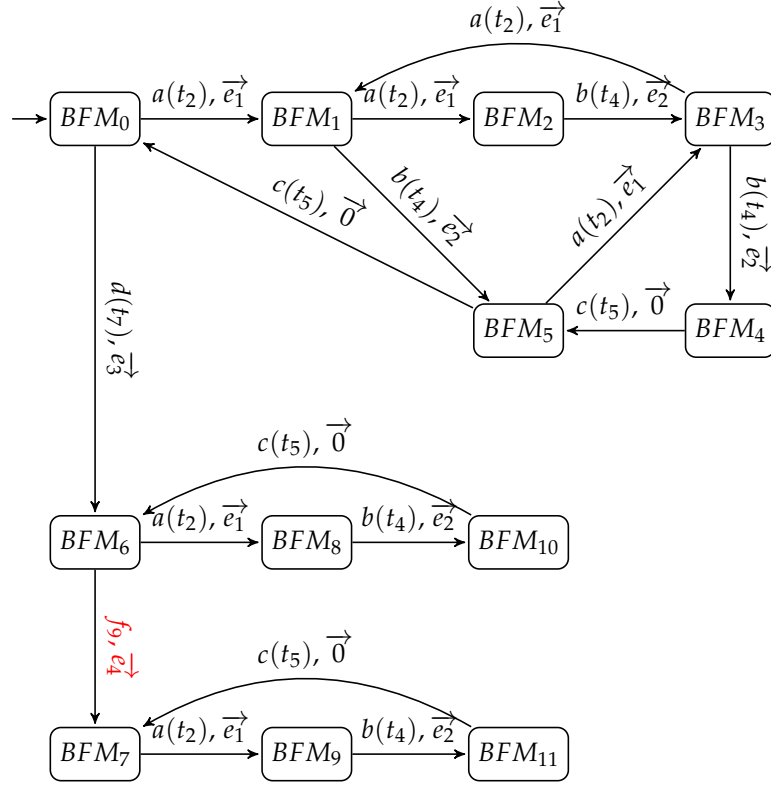 a(t₂), e₁⃗
a(t₂), e₁⃗ a(t₂), e₁⃗ b(t₄), e₂⃗
BFM₀ BFM₁ BFM₂ BFM₃
c(t₅), 0⃗ b(t₄), e₂⃗ a(t₂), e₁⃗ b(t₄), e₂⃗
d(t₇), e₃⃗
c(t₅), 0⃗
BFM₅ BFM₄
c(t₅), 0⃗
a(t₂), e₁⃗ b(t₄), e₂⃗
BFM₆ BFM₈ BFM₁₀
f₉, e₄⃗
c(t₅), 0⃗
a(t₂), e₁⃗ b(t₄), e₂⃗
BFM₇ BFM₉ BFM₁₁